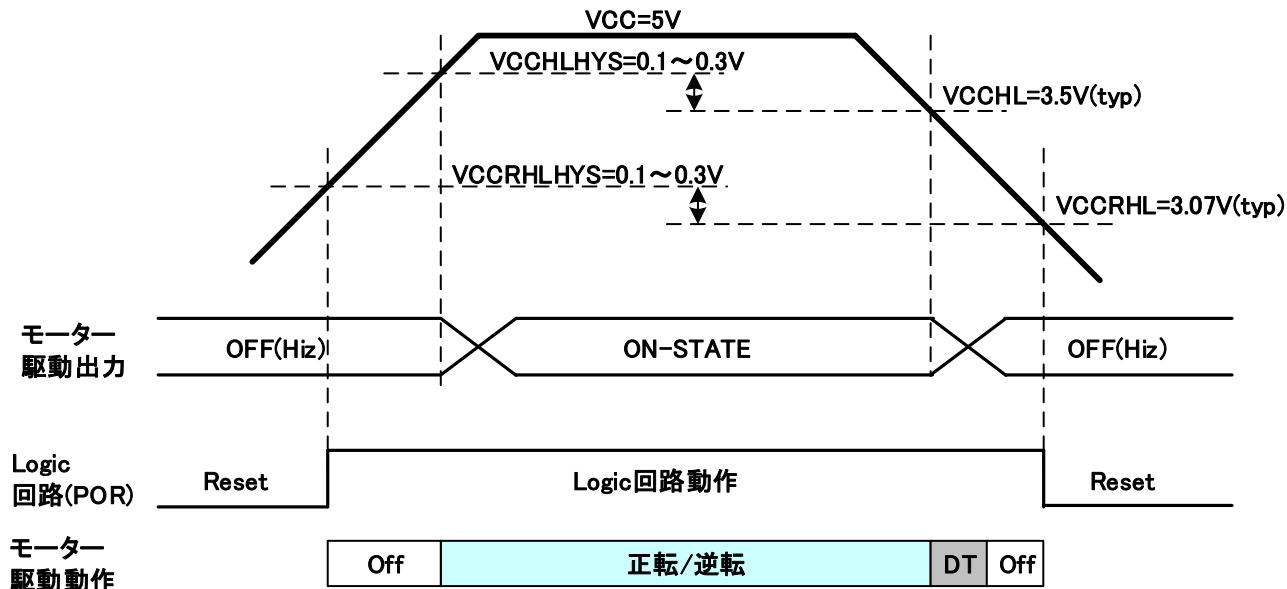 VCC=5V
VCCHLHYS=0.1～0.3V
VCCHL=3.5V(typ)
VCCRHLHYS=0.1～0.3V
VCCRHL=3.07V(typ)
モーター
駆動出力
OFF(Hiz)
ON-STATE
OFF(Hiz)
Logic
回路(POR)
Reset
Logic回路動作
Reset
モーター
駆動動作
Off
正転/逆転
DT
Off